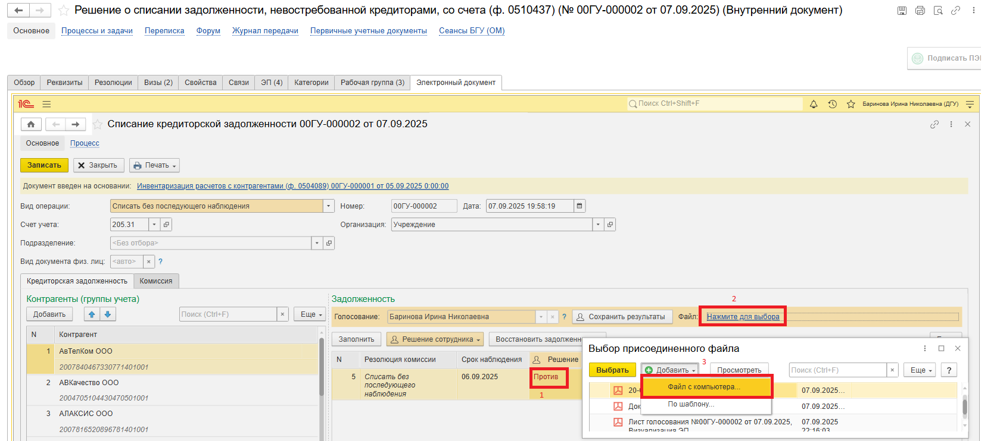 Решение о списании задолженности, невостребованной кредиторами, со счета (ф. 0510437) (№ 00ГУ-000002 от 07.09.2025) (Внутренний документ)
Основное Процессы и задачи Переписка Форум Журнал передачи Первичные учетные документы Сеансы БГУ (ОМ)
Подписать ПЭ
Обзор Реквизиты Резолюции Визы (2) Свойства Связи ЭП (4) Категории Рабочая группа (3) Электронный документ
1С Поиск Ctrl+Shift+F Баринова Ирина Николаевна (ДГУ)
Списание кредиторской задолженности 00ГУ-000002 от 07.09.2025
Основное Процесс
Записать Закрыть Печать
Документ введен на основании: Инвентаризация расчетов с контрагентами (ф. 0504089) 00ГУ-000001 от 05.09.2025 0:00:00
Вид операции: Списать без последующего наблюдения Номер: 00ГУ-000002 Дата: 07.09.2025 19:58:19
Счет учета: 205.31 Организация: Учреждение
Подразделение: <Без отбора>
Вид документа физ. лиц: <авто> ?
Кредиторская задолженность Комиссия
Контрагенты (группы учета) Задолженность 2
Добавить Поиск (Ctrl+F) × Еще Голосование: Баринова Ирина Николаевна ? Сохранить результаты Файл: Нажмите для выбора
N Контрагент
1 АвТелКом ООО
200784046733077​1401001
2 АВКачество ООО
2004705104430470501001
3 АЛАКСИС ООО
2007816520896781401001
Заполнить Решение сотрудника Восстановить задолжен
N Резолюция комиссии Срок наблюдения Решение
5 Списать без последующего наблюдения 06.09.2025 Против
1
Выбор присоединенного файла
Выбрать Добавить 3 Просмотреть Поиск (Ctrl+F) × Еще ?
Файл с компьютера...
По шаблону...
20- 07.09.2025...
Док 07.09.2025...
Лист голосования №00ГУ-000002 от 07.09.2025, 07.09.2025
Визуализация ЭП 22:16:03